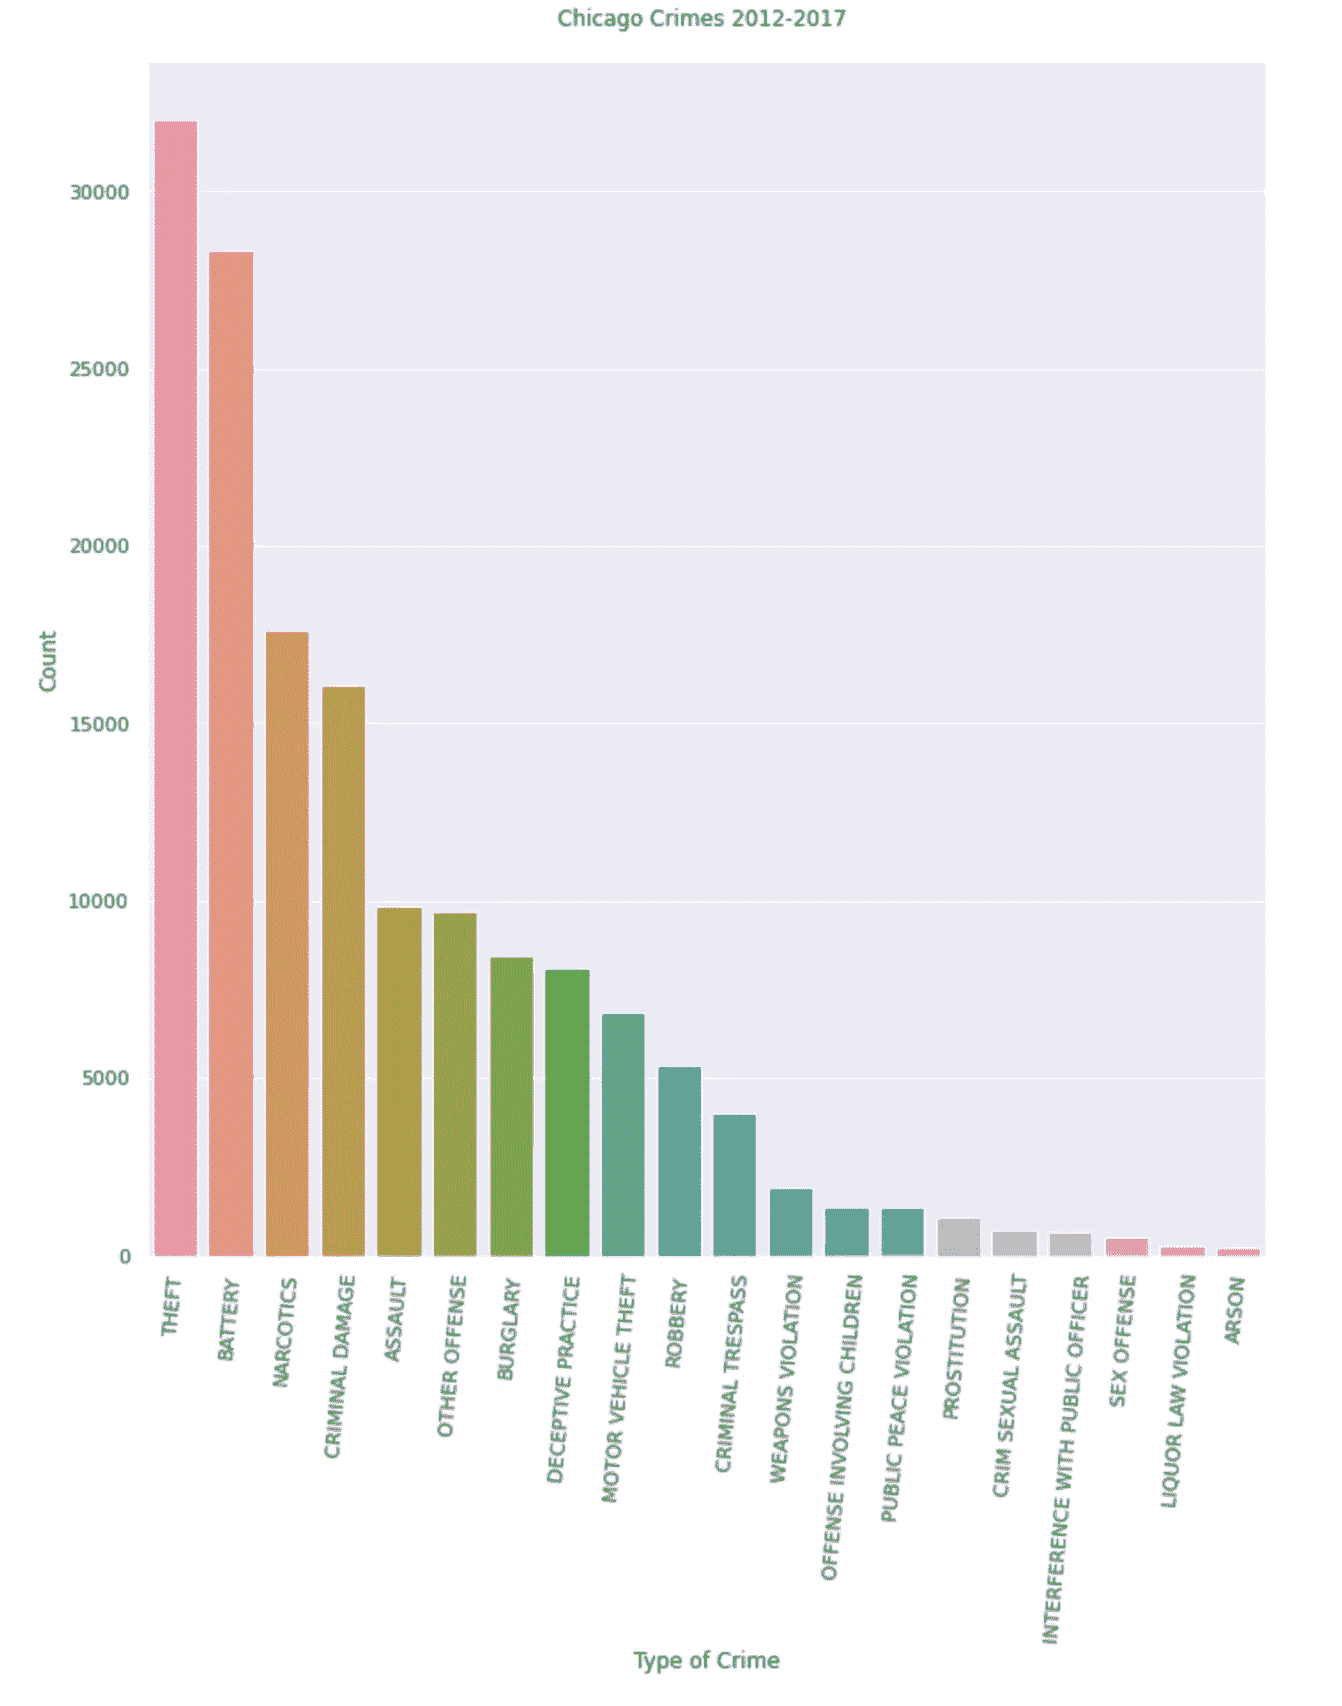 Chicago Crimes 2012-2017
30000
25000
20000
15000
10000
5000
0
Count
THEFT
BATTERY
NARCOTICS
CRIMINAL DAMAGE
ASSAULT
OTHER OFFENSE
BURGLARY
DECEPTIVE PRACTICE
MOTOR VEHICLE THEFT
ROBBERY
CRIMINAL TRESPASS
WEAPONS VIOLATION
OFFENSE INVOLVING CHILDREN
PUBLIC PEACE VIOLATION
PROSTITUTION
CRIM SEXUAL ASSAULT
INTERFERENCE WITH PUBLIC OFFICER
SEX OFFENSE
LIQUOR LAW VIOLATION
ARSON
Type of Crime